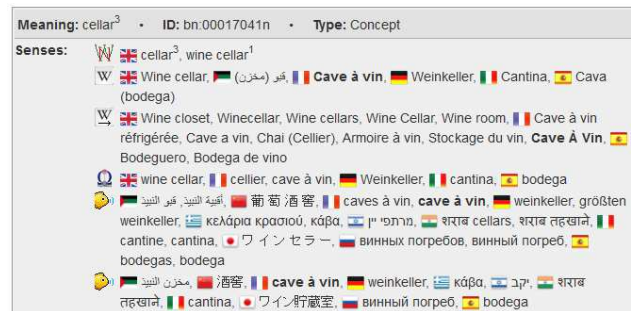 Meaning: cellar3 • ID: bn:00017041n • Type: Concept
Senses: W cellar3, wine cellar1
W Wine cellar, قبو (مخزن), Cave à vin, Weinkeller, Cantina, Cava
(bodega)
W Wine closet, Winecellar, Wine cellars, Wine Cellar, Wine room, Cave à vin
réfrigérée, Cave a vin, Chai (Cellier), Armoire à vin, Stockage du vin, Cave À Vin,
Bodeguero, Bodega de vino
Ω wine cellar, cellier, cave à vin, Weinkeller, cantina, bodega
أقبية النبيذ, قبو النبيذ, 葡萄酒窖, caves à vin, cave à vin, weinkeller, größten
weinkeller, κελάρια κρασιού, κάβα, מרתפי יין, शराब cellars, शराब तहखाने,
cantine, cantina, ワインセラー, винных погребов, винный погреб,
bodegas, bodega
مخزن النبيذ, 酒窖, cave à vin, weinkeller, κάβα, יקב, शराब
तहखाने, cantina, ワイン貯蔵室, винный погреб, bodega